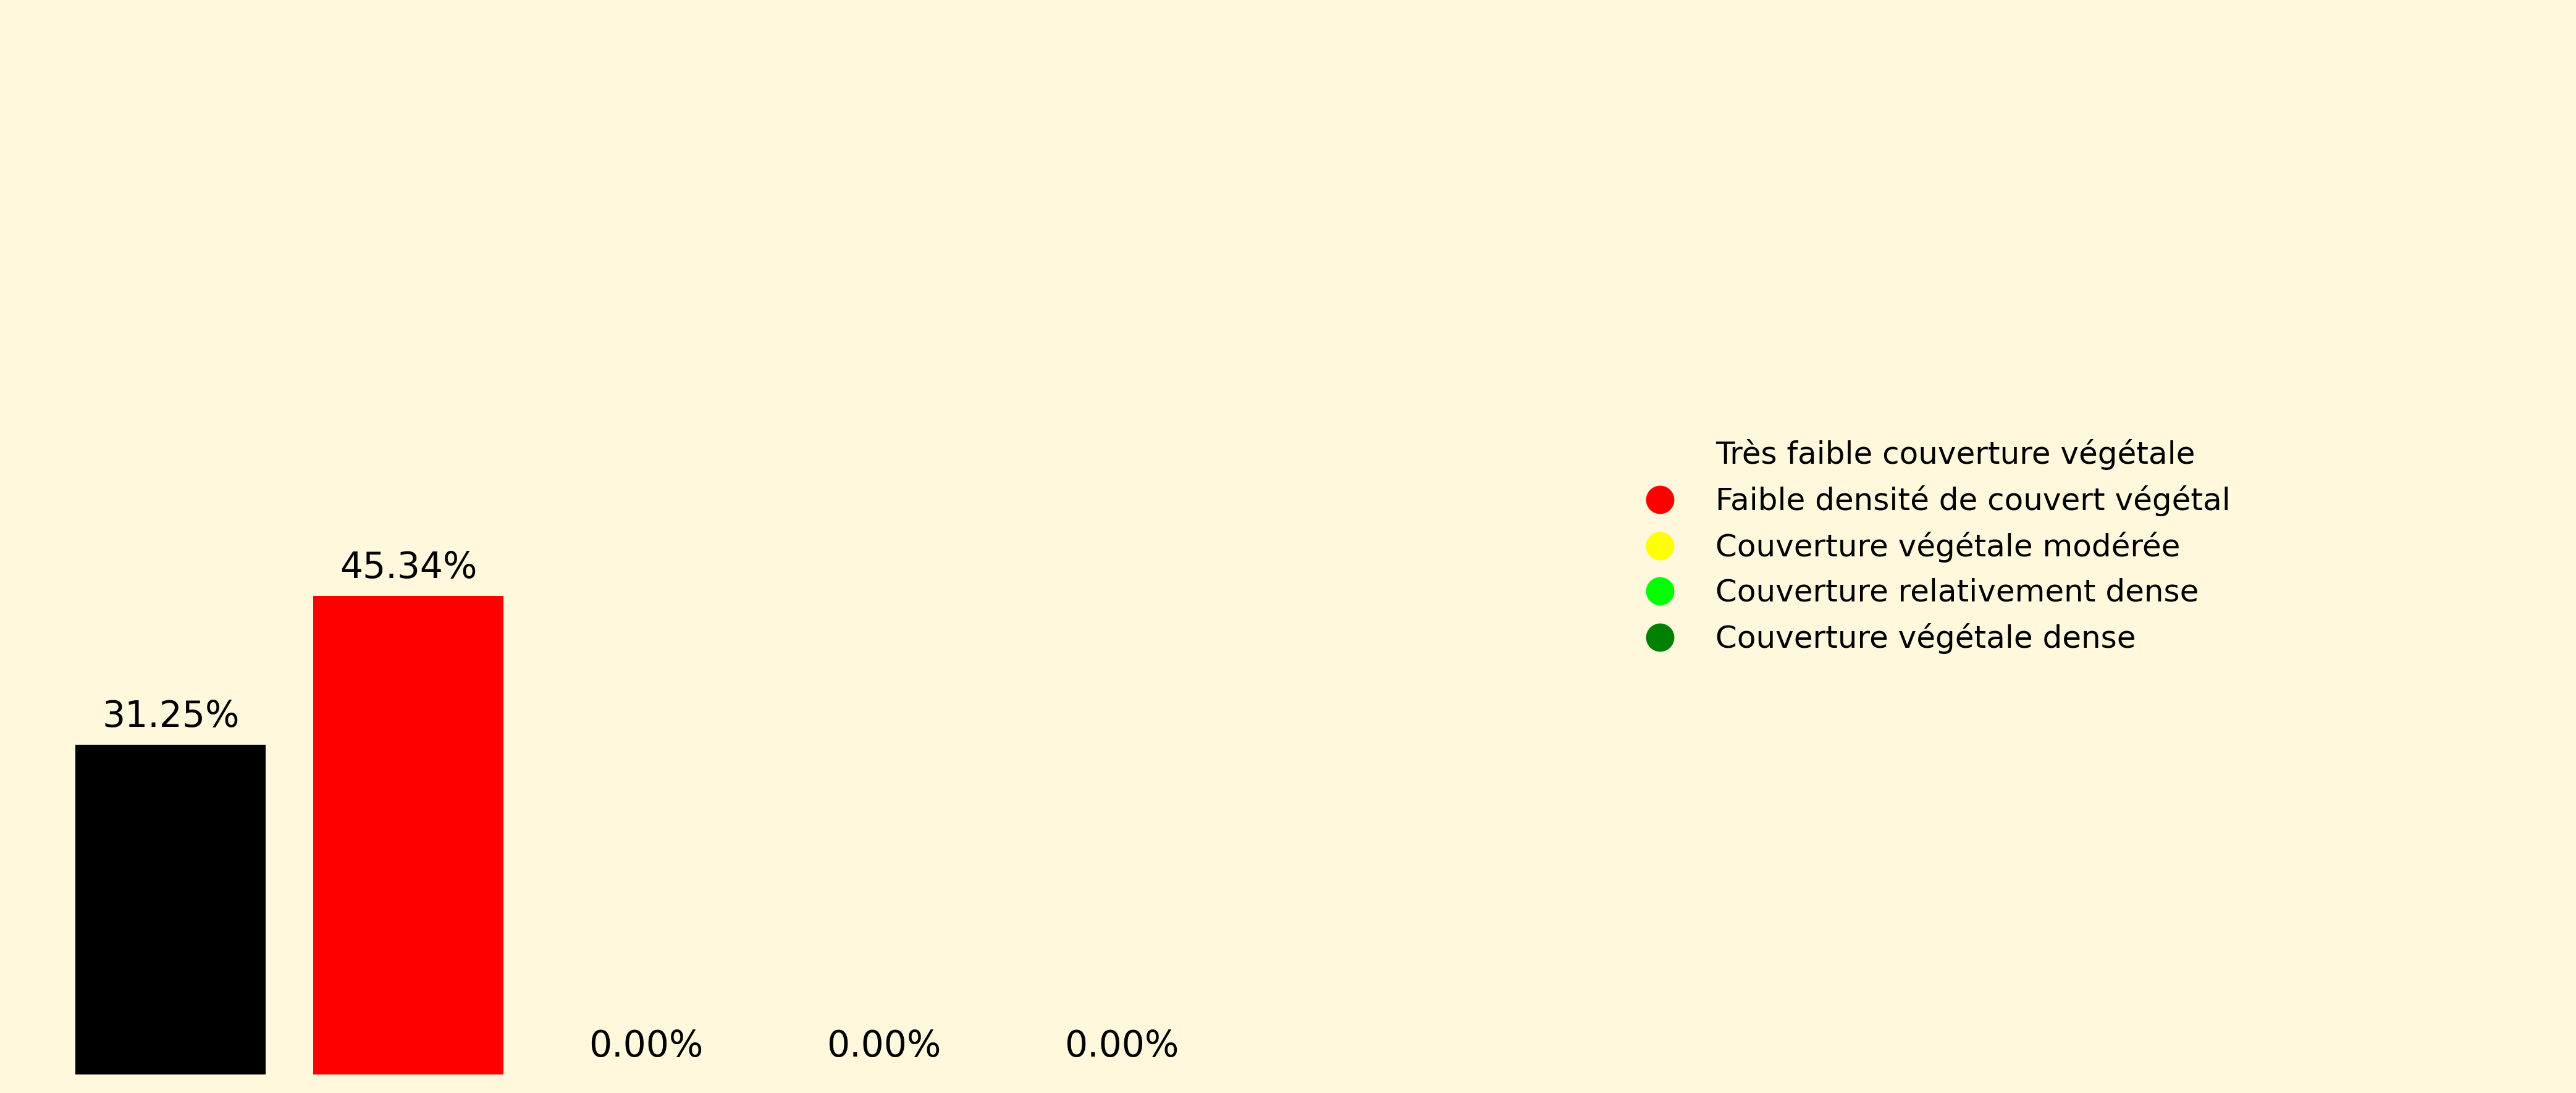 Très faible couverture végétale
Faible densité de couvert végétal
Couverture végétale modérée
Couverture relativement dense
Couverture végétale dense
45.34%
31.25%
0.00% 0.00% 0.00%